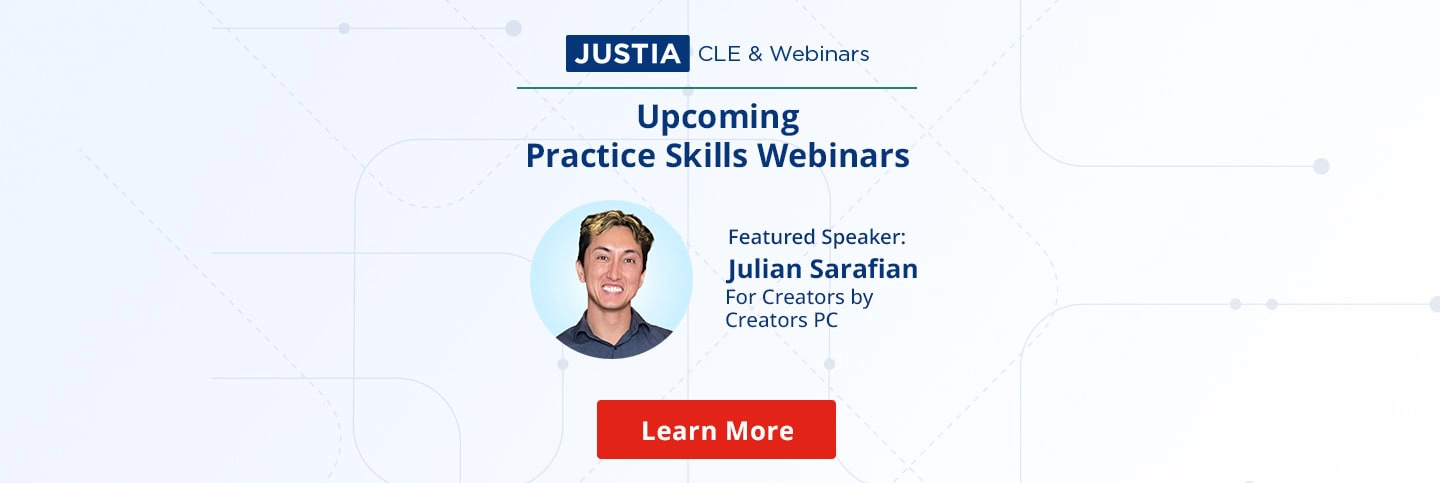 JUSTIA CLE & Webinars
Upcoming
Practice Skills Webinars
Featured Speaker:
Julian Sarafian
For Creators by
Creators PC
Learn More